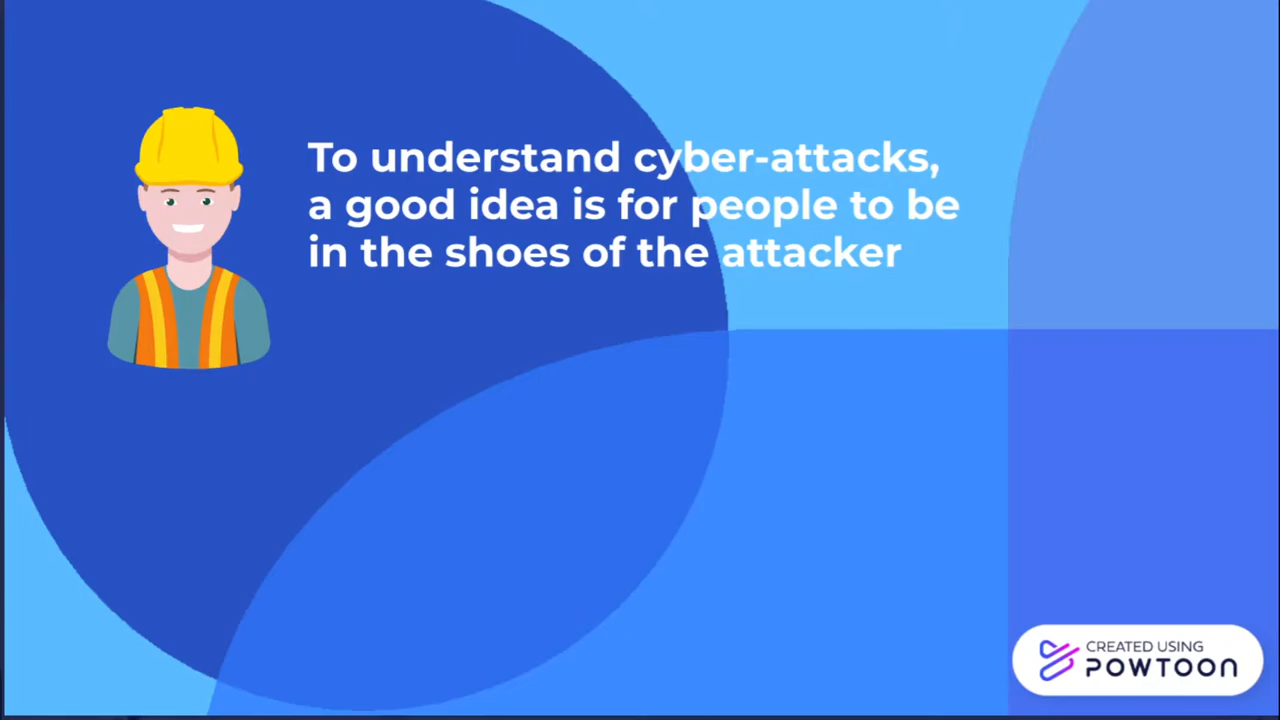 To understand cyber-attacks,
a good idea is for people to be
in the shoes of the attacker
CREATED USING
POWTOON